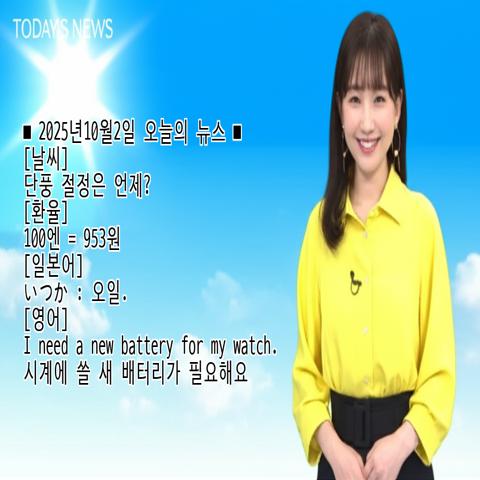 TODAY'S NEWS
■ 2025년10월2일 오늘의 뉴스 ■
[날씨]
단풍 절정은 언제?
[환율]
100엔 = 953원
[일본어]
いつか : 오일.
[영어]
I need a new battery for my watch.
시계에 쓸 새 배터리가 필요해요